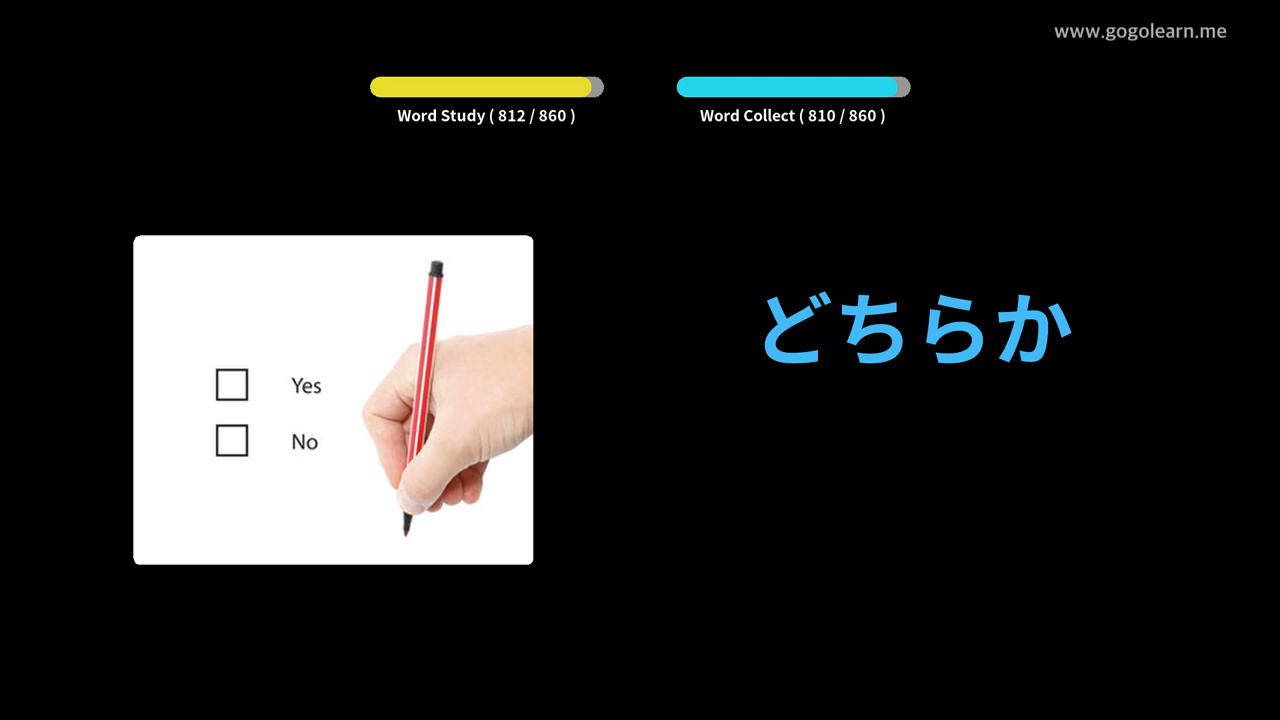 www.gogolearn.me
Word Study ( 812 / 860 )
Word Collect ( 810 / 860 )
どちらか
Yes
No